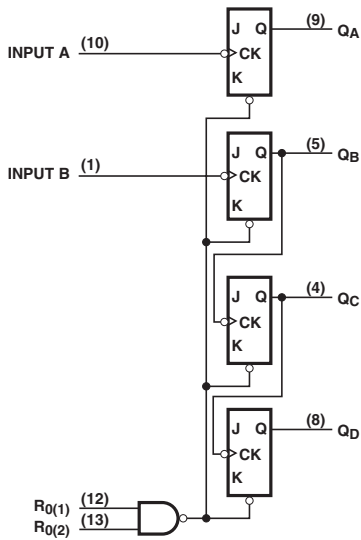 INPUT A (10) J Q (9) QA
CK
K
INPUT B (1) J Q (5) QB
CK
K
J Q (4) QC
CK
K
J Q (8) QD
CK
K
R0(1) (12)
R0(2) (13)